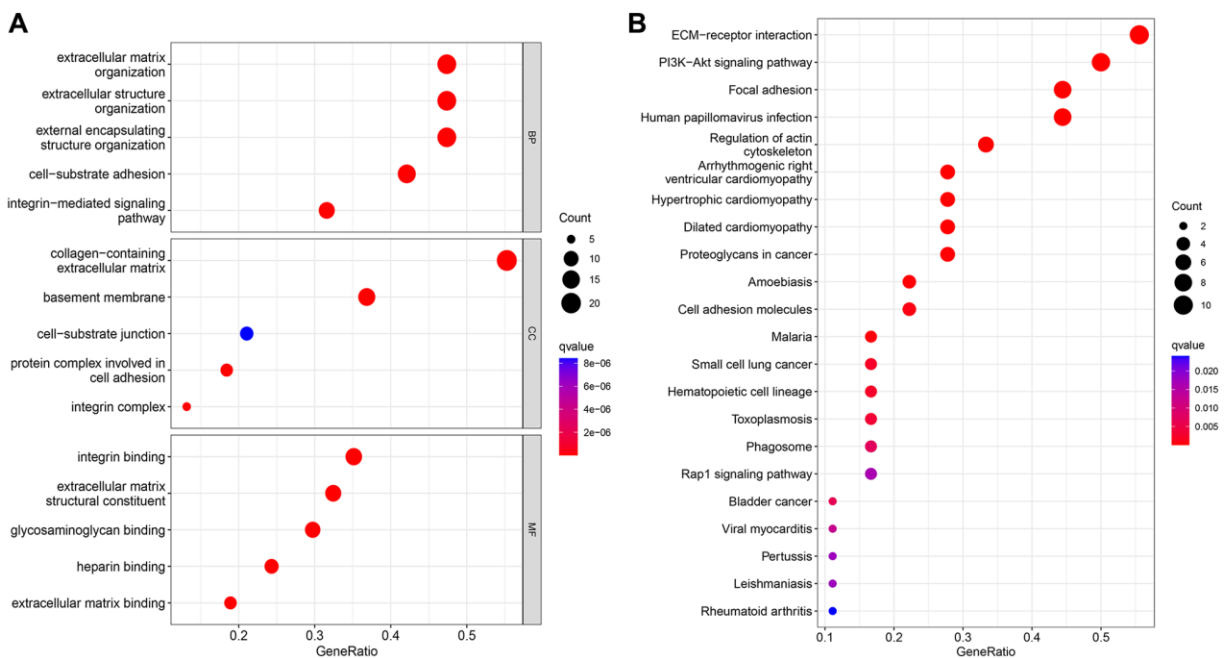 A
extracellular matrix
organization
extracellular structure
organization
external encapsulating
structure organization
cell−substrate adhesion
integrin−mediated signaling
pathway
BP
collagen−containing
extracellular matrix
basement membrane
cell−substrate junction
protein complex involved in
cell adhesion
integrin complex
CC
integrin binding
extracellular matrix
structural constituent
glycosaminoglycan binding
heparin binding
extracellular matrix binding
MF
0.2 0.3 0.4 0.5
GeneRatio
Count
5
10
15
20
qvalue
8e−06
6e−06
4e−06
2e−06
B
ECM−receptor interaction
PI3K−Akt signaling pathway
Focal adhesion
Human papillomavirus infection
Regulation of actin
cytoskeleton
Arrhythmogenic right
ventricular cardiomyopathy
Hypertrophic cardiomyopathy
Dilated cardiomyopathy
Proteoglycans in cancer
Amoebiasis
Cell adhesion molecules
Malaria
Small cell lung cancer
Hematopoietic cell lineage
Toxoplasmosis
Phagosome
Rap1 signaling pathway
Bladder cancer
Viral myocarditis
Pertussis
Leishmaniasis
Rheumatoid arthritis
0.1 0.2 0.3 0.4 0.5
GeneRatio
Count
2
4
6
8
10
qvalue
0.020
0.015
0.010
0.005